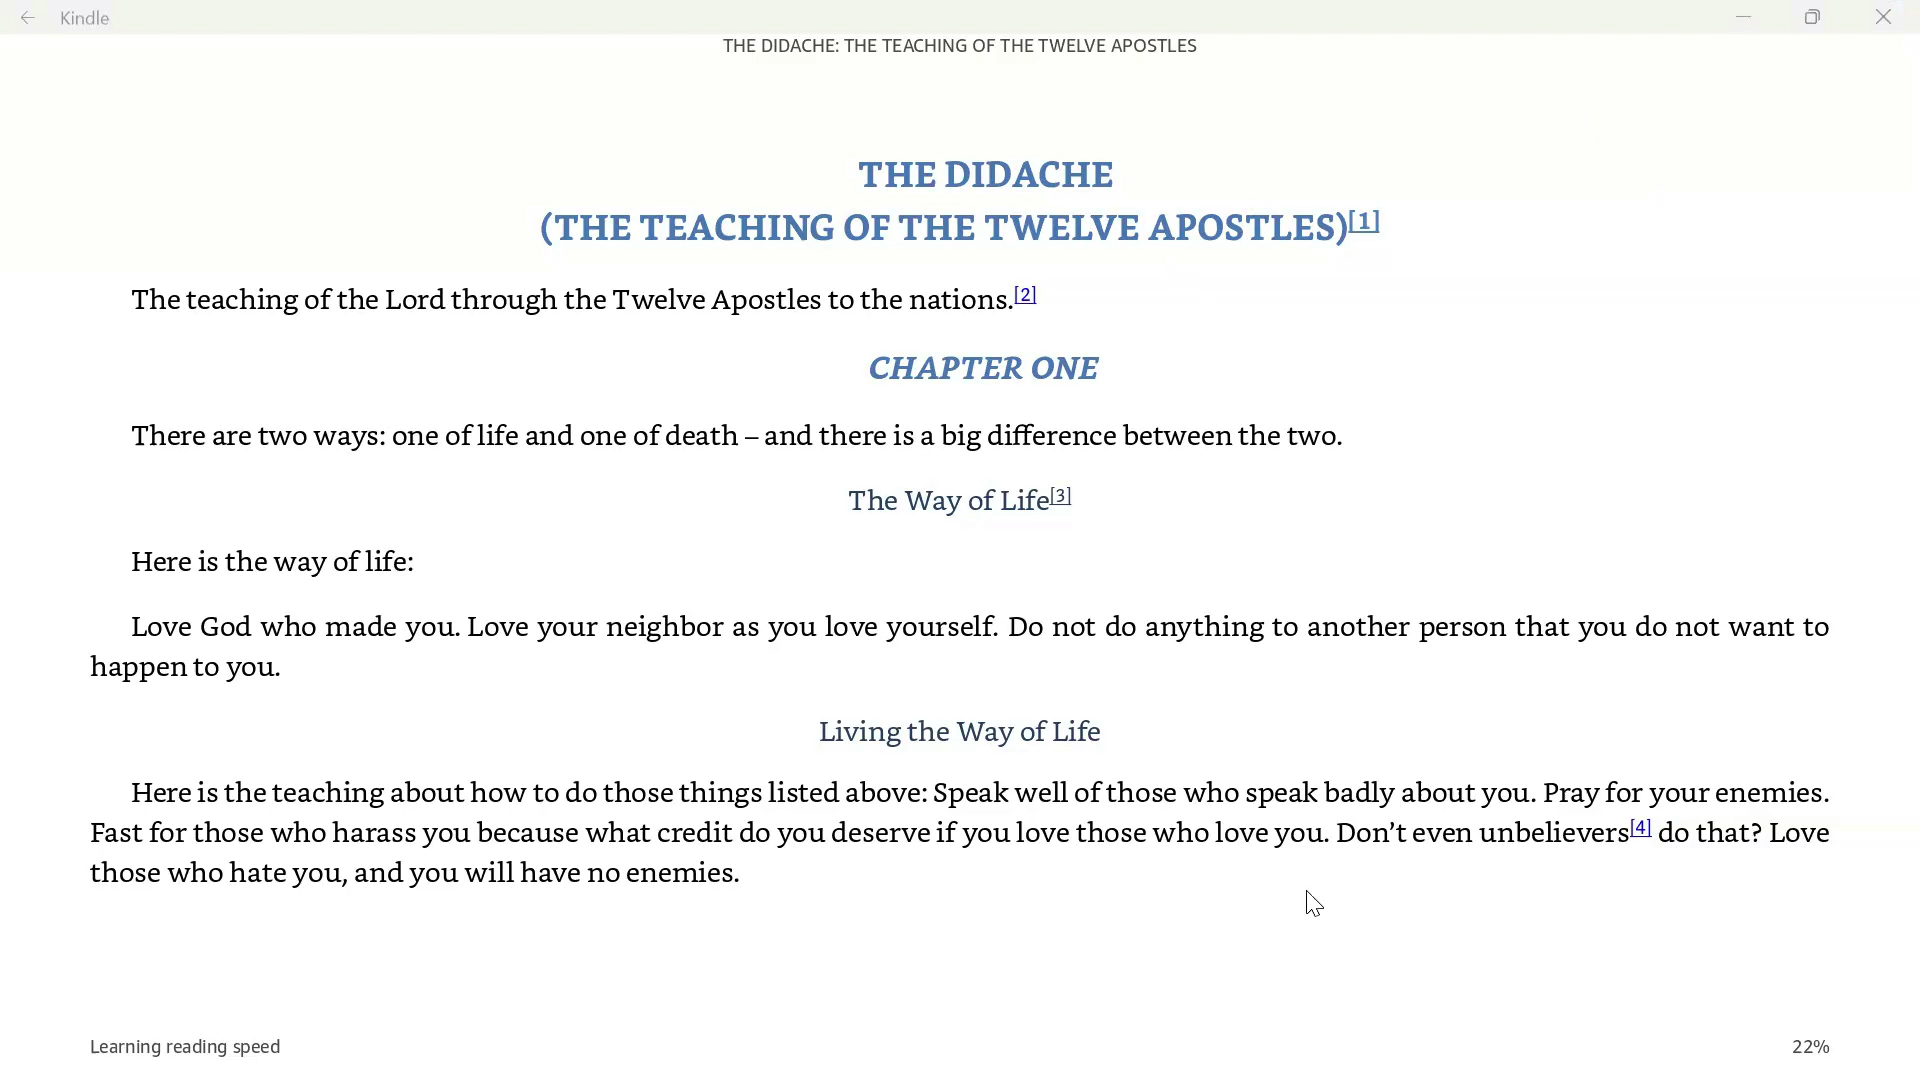 Kindle
THE DIDACHE: THE TEACHING OF THE TWELVE APOSTLES
THE DIDACHE
(THE TEACHING OF THE TWELVE APOSTLES)[1]
The teaching of the Lord through the Twelve Apostles to the nations.[2]
CHAPTER ONE
There are two ways: one of life and one of death – and there is a big difference between the two.
The Way of Life[3]
Here is the way of life:
Love God who made you. Love your neighbor as you love yourself. Do not do anything to another person that you do not want to
happen to you.
Living the Way of Life
Here is the teaching about how to do those things listed above: Speak well of those who speak badly about you. Pray for your enemies.
Fast for those who harass you because what credit do you deserve if you love those who love you. Don’t even unbelievers[4] do that? Love
those who hate you, and you will have no enemies.
Learning reading speed
22%